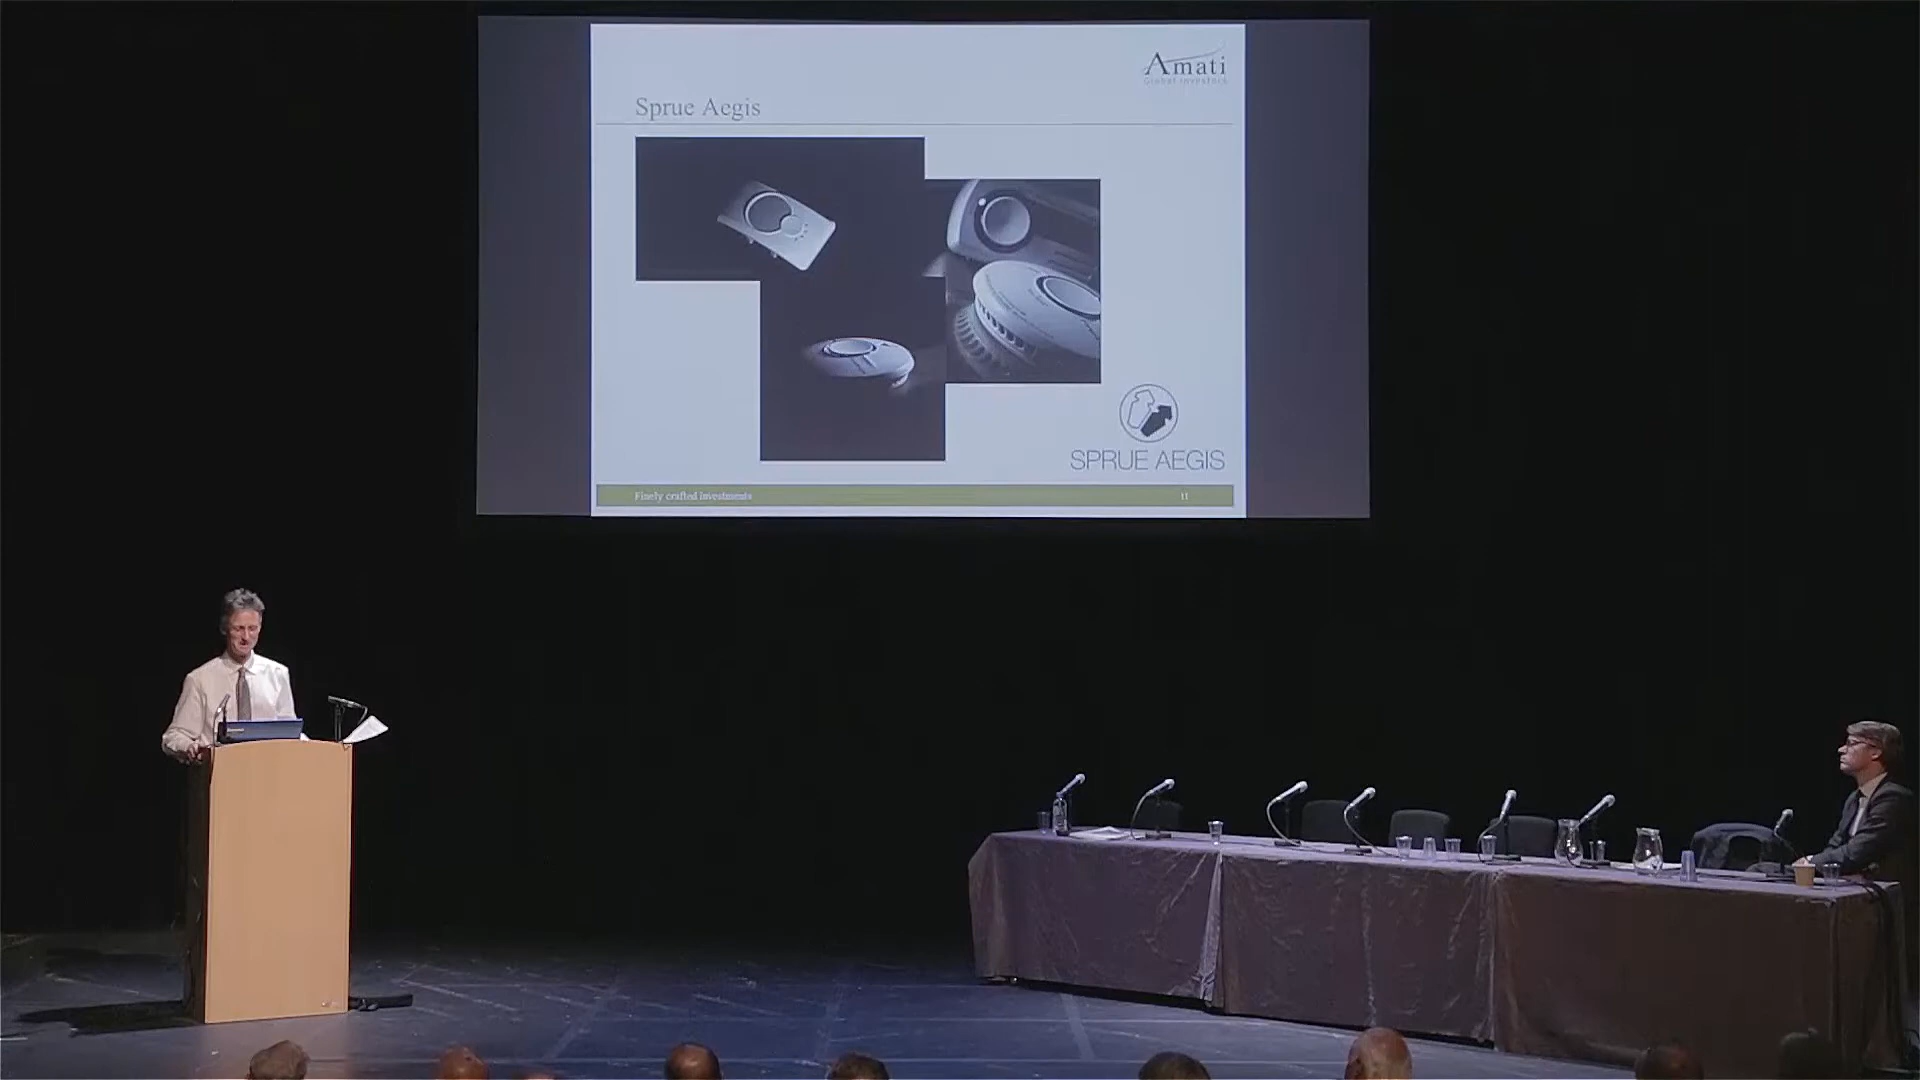 Amati
Global Investors
Sprue Aegis
SPRUE AEGIS
Finely crafted investments
11